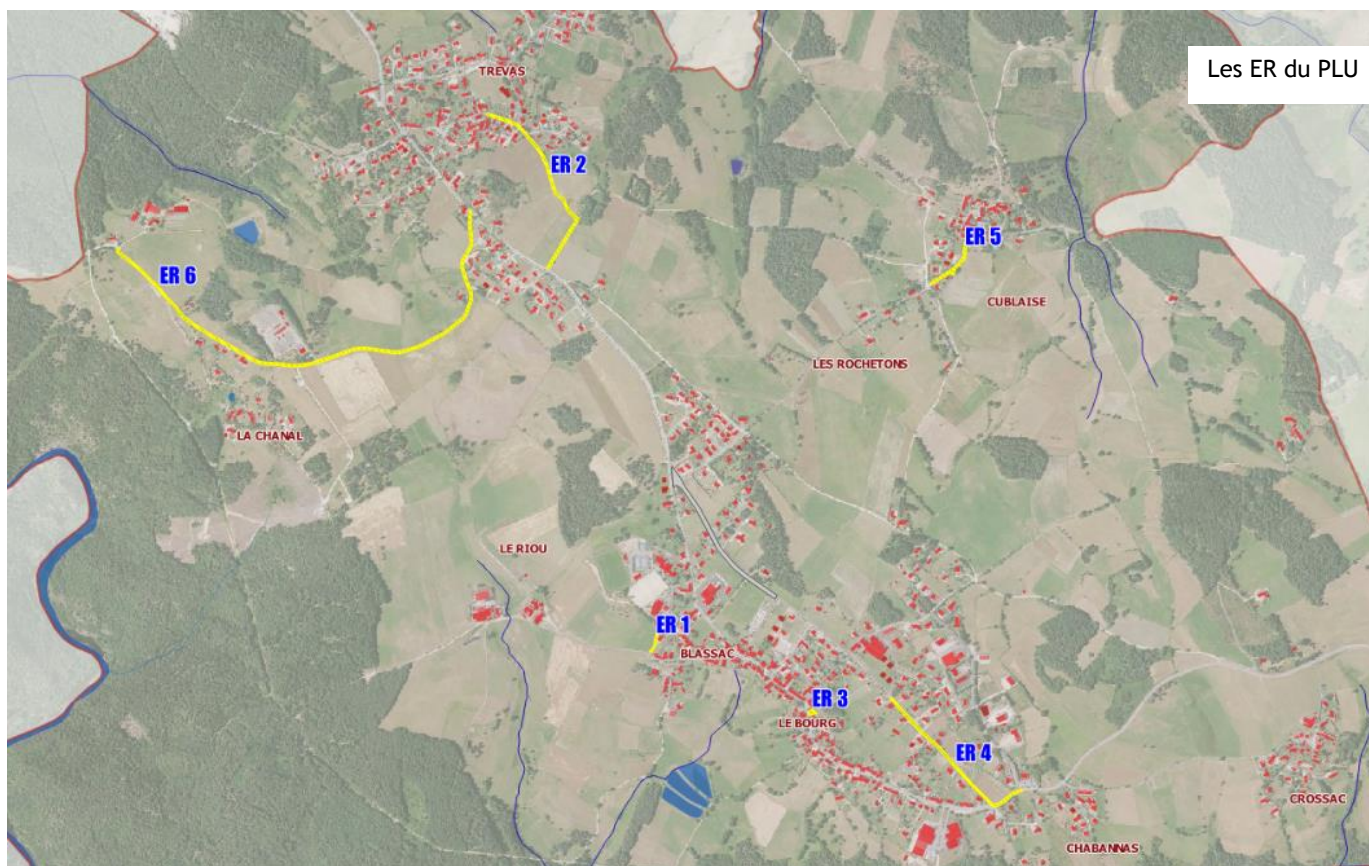 Les ER du PLU
TREVAS
ER 2
ER 5
ER 6
CUBLAISE
LES ROCHETONS
LA CHANAL
LE RIOU
ER 1
BLASSAC
ER 3
LE BOURG
ER 4
CROSSAC
CHABANNAS